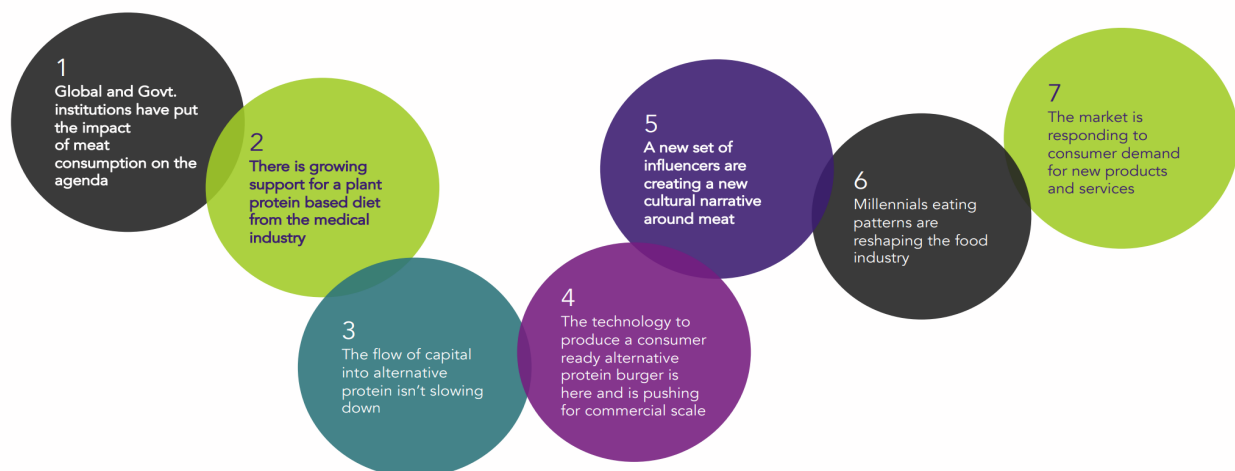 1
Global and Govt.
institutions have put
the impact
of meat
consumption on the
agenda
2
There is growing
support for a plant
protein based diet
from the medical
industry
3
The flow of capital
into alternative
protein isn't slowing
down
4
The technology to
produce a consumer
ready alternative
protein burger is
here and is pushing
for commercial scale
5
A new set of
influencers are
creating a new
cultural narrative
around meat
6
Millennials eating
patterns are
reshaping the food
industry
7
The market is
responding to
consumer demand
for new products
and services